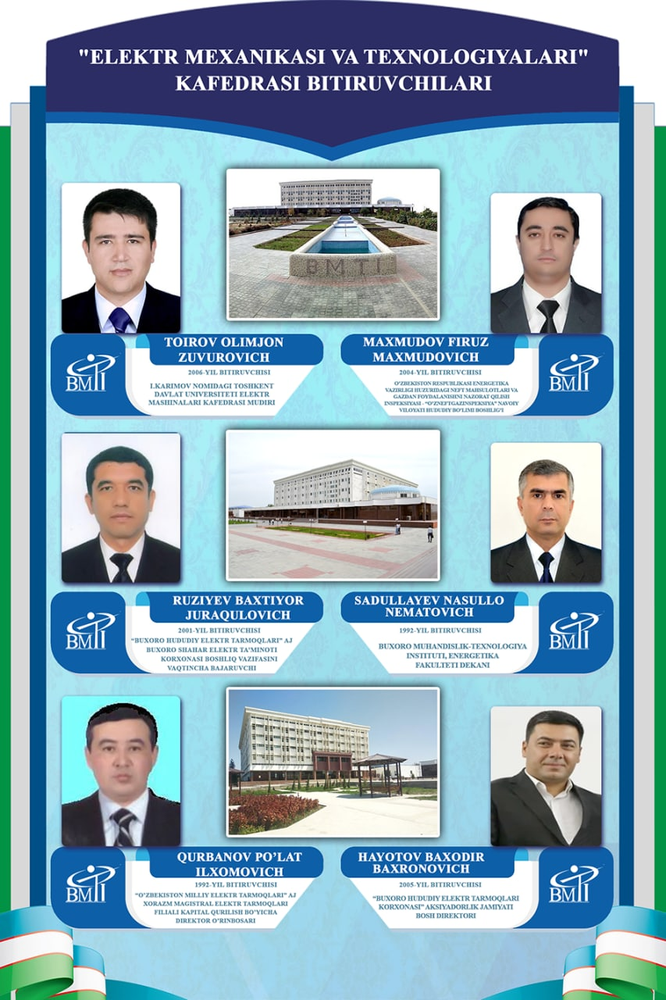 "ELEKTR MEXANIKASI VA TEXNOLOGIYALARI"
KAFEDRASI BITIRUVCHILARI
BMTI
TOIROV OLIMJON
ZUVUROVICH
2006-YIL BITIRUVCHISI
I.KARIMOV NOMIDAGI TOSHKENT
DAVLAT UNIVERSITETI ELEKTR
MASHINALARI KAFEDRASI MUDIRI
BMTI
MAXMUDOV FIRUZ
MAXMUDOVICH
2004-YIL BITIRUVCHISI
O'ZBEKISTON RESPUBLIKASI ENERGETIKA
VAZIRLIGI HUZURIDAGI NEFT MAHSULOTLARI VA
GAZDAN FOYDALANISHNI NAZORAT QILISH
INSPEKSIYASI - "O'ZNEFTGAZINSPEKSIYA" NAVOIY
VILOYATI HUDUDIY BO'LIMI BOSHLIG'I
BMTI
BMTI
RUZIYEV BAXTIYOR
JURAQULOVICH
2001-YIL BITIRUVCHISI
"BUXORO HUDUDIY ELEKTR TARMOQLARI" AJ
BUXORO SHAHAR ELEKTR TA'MINOTI
KORXONASI BOSHLIQ VAZIFASINI
VAQTINCHA BAJARUVCHI
BMTI
SADULLAYEV NASULLO
NEMATOVICH
1992-YIL BITIRUVCHISI
BUXORO MUHANDISLIK-TEXNOLOGIYA
INSTITUTI, ENERGETIKA
FAKULTETI DEKANI
BMTI
QURBANOV PO'LAT
ILXOMOVICH
1992-YIL BITIRUVCHISI
"O'ZBEKISTON MILLIY ELEKTR TARMOQLARI" AJ
XORAZM MAGISTRAL ELEKTR TARMOQLARI
FILIALI KAPITAL QURILISH BO'YICHA
DIREKTOR O'RINBOSARI
BMTI
HAYOTOV BAXODIR
BAXRONOVICH
2005-YIL BITIRUVCHISI
"BUXORO HUDUDIY ELEKTR TARMOQLARI
KORXONASI" AKSIYADORLIK JAMIYATI
BOSH DIREKTORI
BMTI